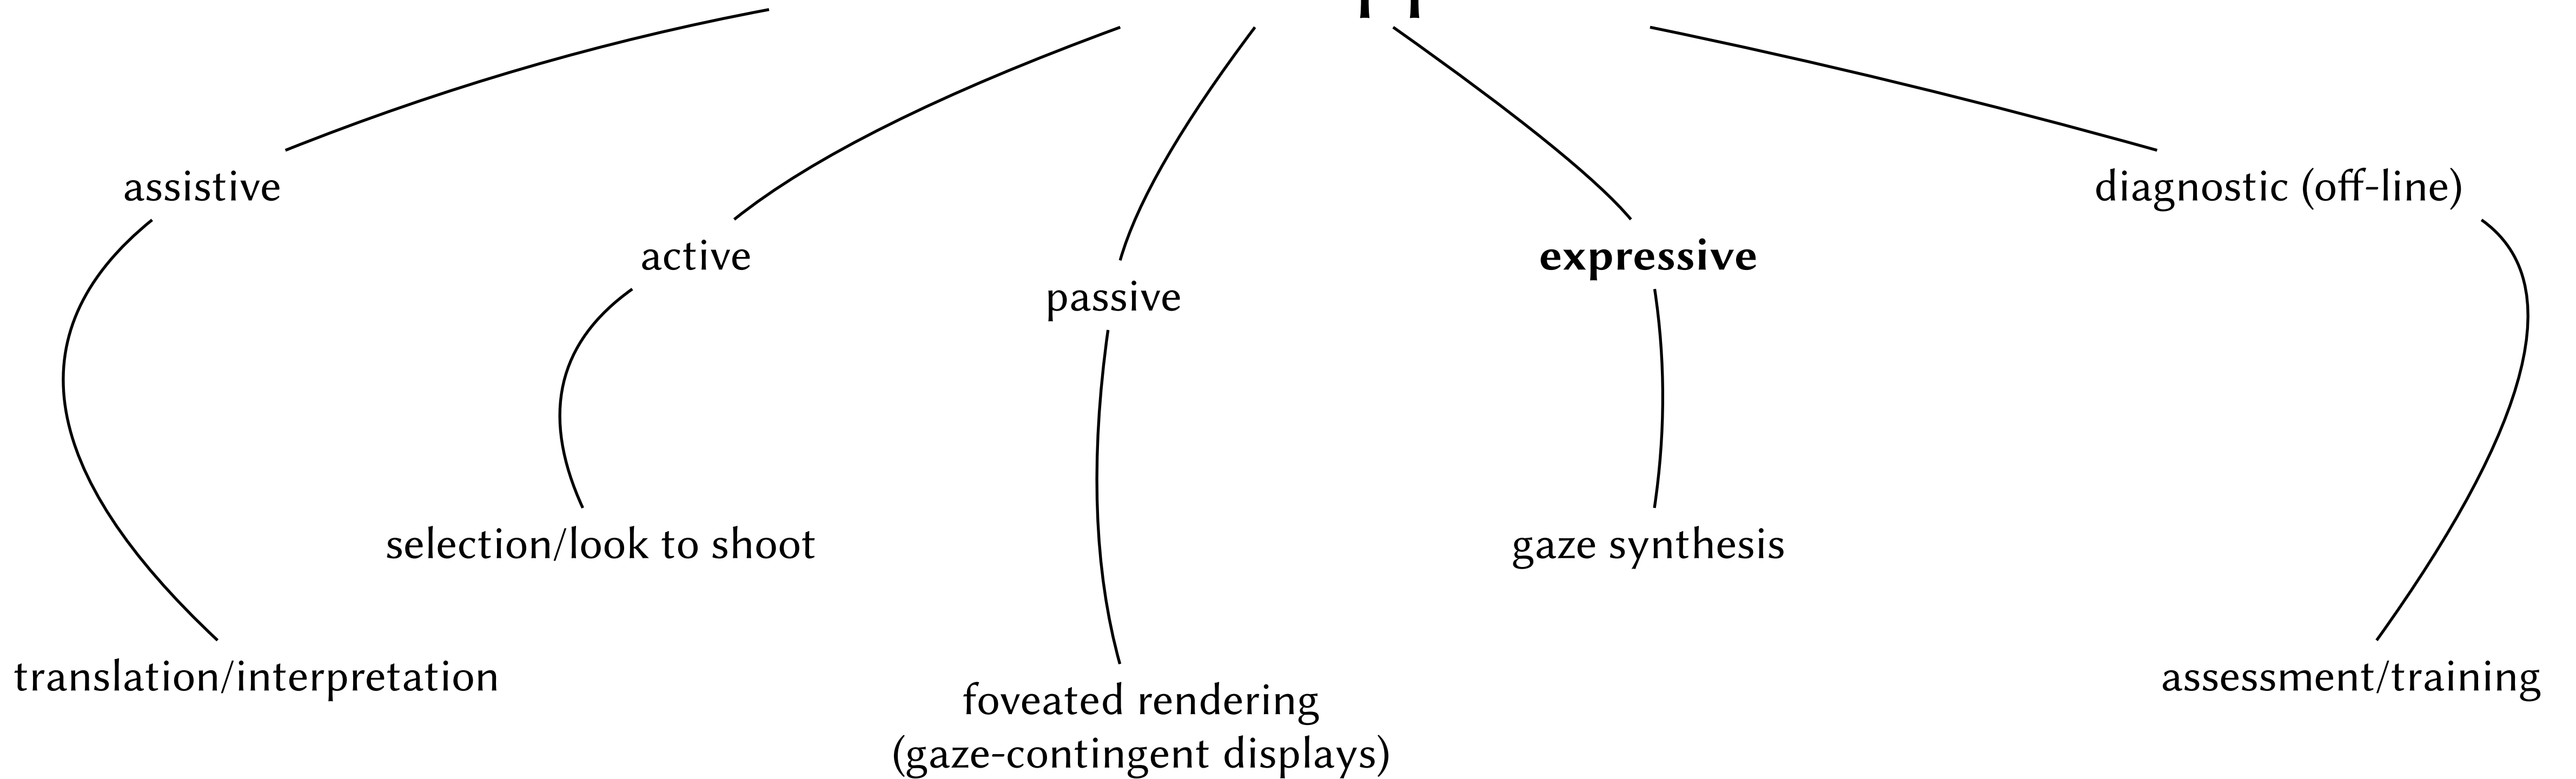 assistive
diagnostic (off-line)
active
expressive
passive
selection/look to shoot
gaze synthesis
translation/interpretation
assessment/training
foveated rendering
(gaze-contingent displays)